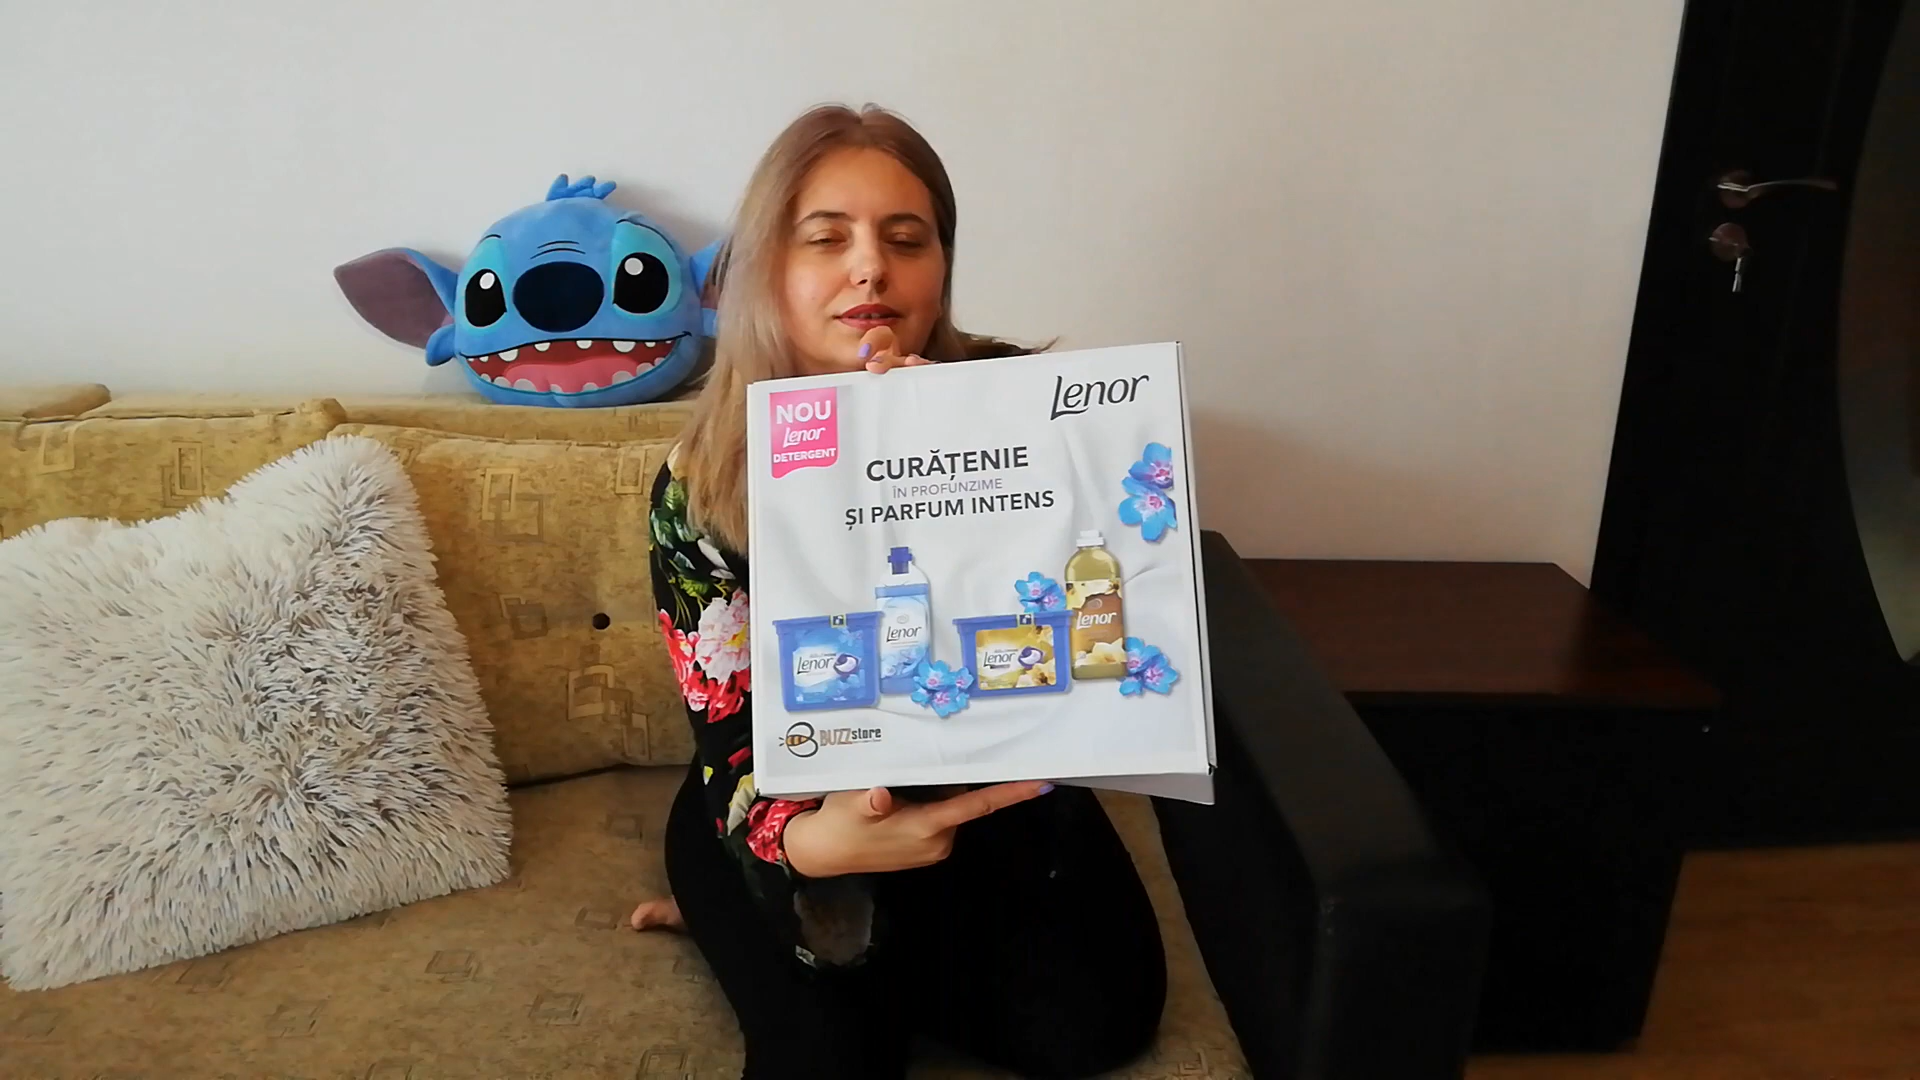 NOU
Lenor
DETERGENT
Lenor
CURĂȚENIE
ÎN PROFUNZIME
ȘI PARFUM INTENS
Lenor
Lenor
Lenor
Lenor
BUZZstore